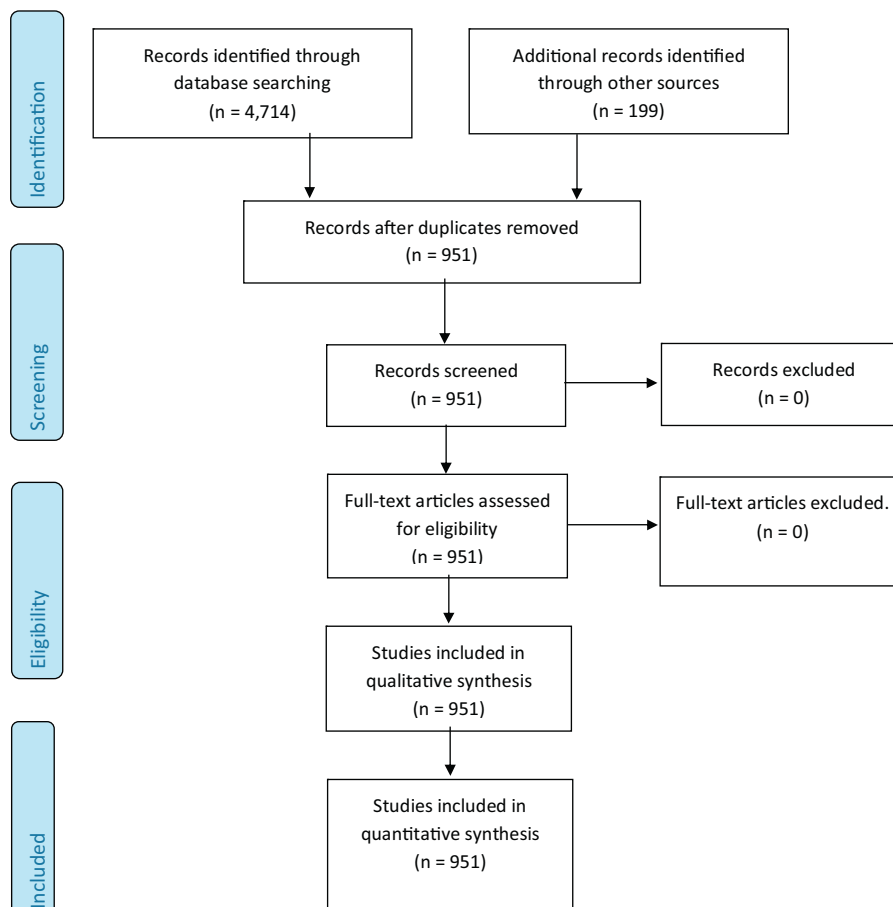 Identification
Records identified through
database searching
(n = 4,714)
Additional records identified
through other sources
(n = 199)
Records after duplicates removed
(n = 951)
Screening
Records screened
(n = 951)
Records excluded
(n = 0)
Eligibility
Full-text articles assessed
for eligibility
(n = 951)
Full-text articles excluded.
(n = 0)
Studies included in
qualitative synthesis
(n = 951)
Included
Studies included in
quantitative synthesis
(n = 951)